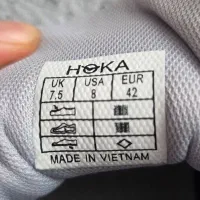 HOKA
UK USA EUR
7.5 8 42
MADE IN VIETNAM